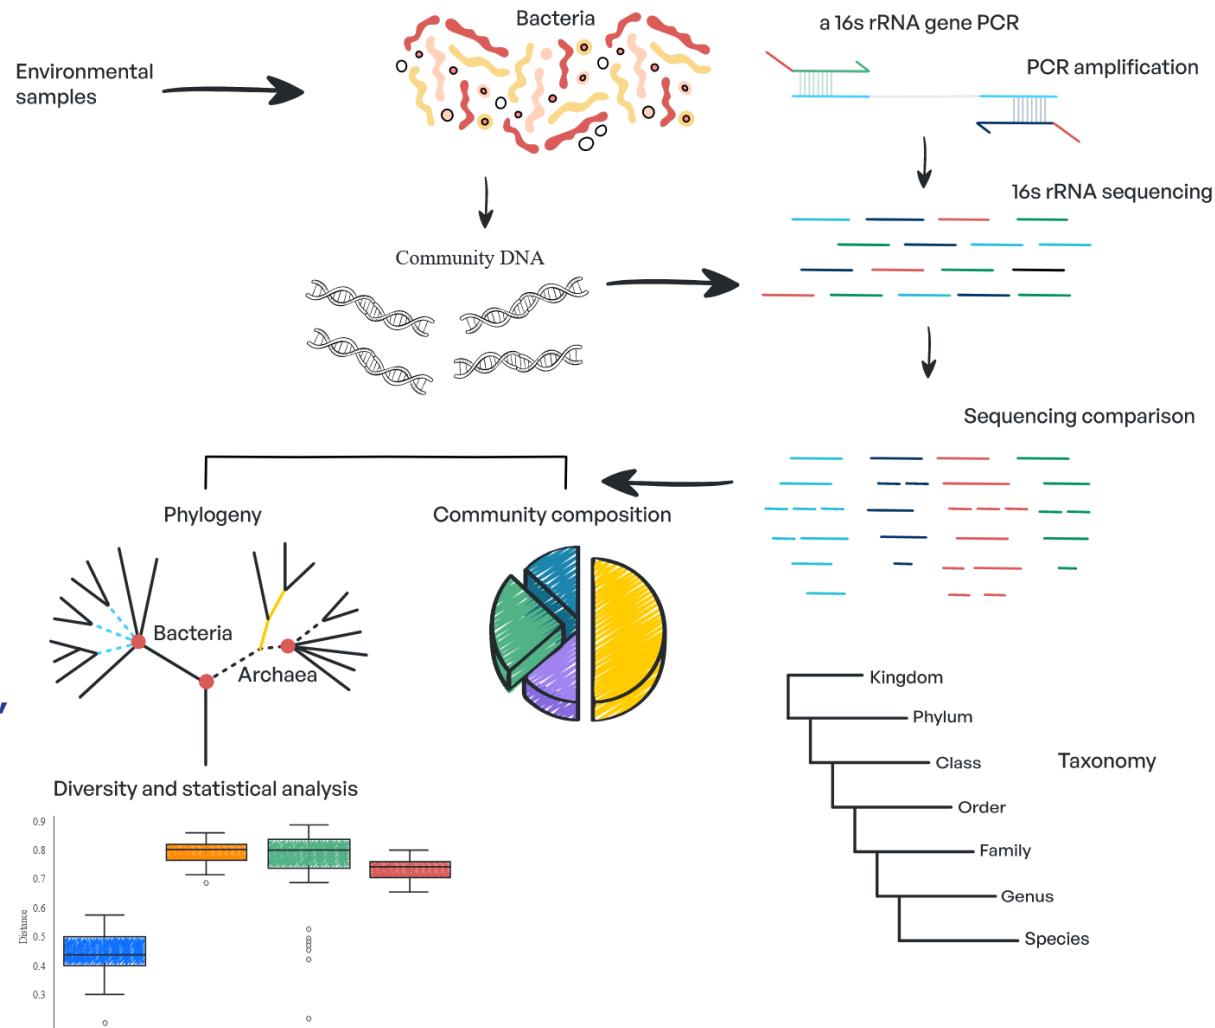 Bacteria
a 16s rRNA gene PCR
Environmental
samples
PCR amplification
16s rRNA sequencing
Community DNA
Sequencing comparison
Phylogeny
Community composition
Bacteria
Archaea
Kingdom
Phylum
Class
Taxonomy
Order
Family
Genus
Species
Diversity and statistical analysis
0.9
0.8
0.7
0.6
0.5
0.4
0.3
Distance